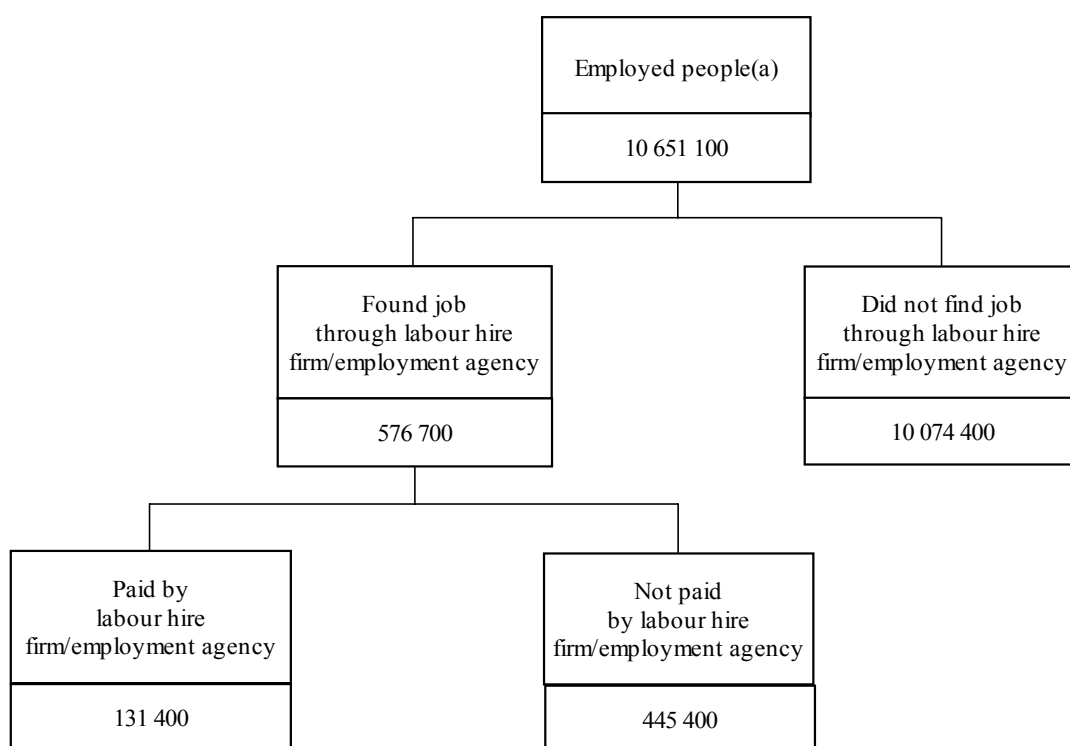 Employed people(a)
10 651 100
Found job
through labour hire
firm/employment agency
576 700
Did not find job
through labour hire
firm/employment agency
10 074 400
Paid by
labour hire
firm/employment agency
131 400
Not paid
by labour hire
firm/employment agency
445 400